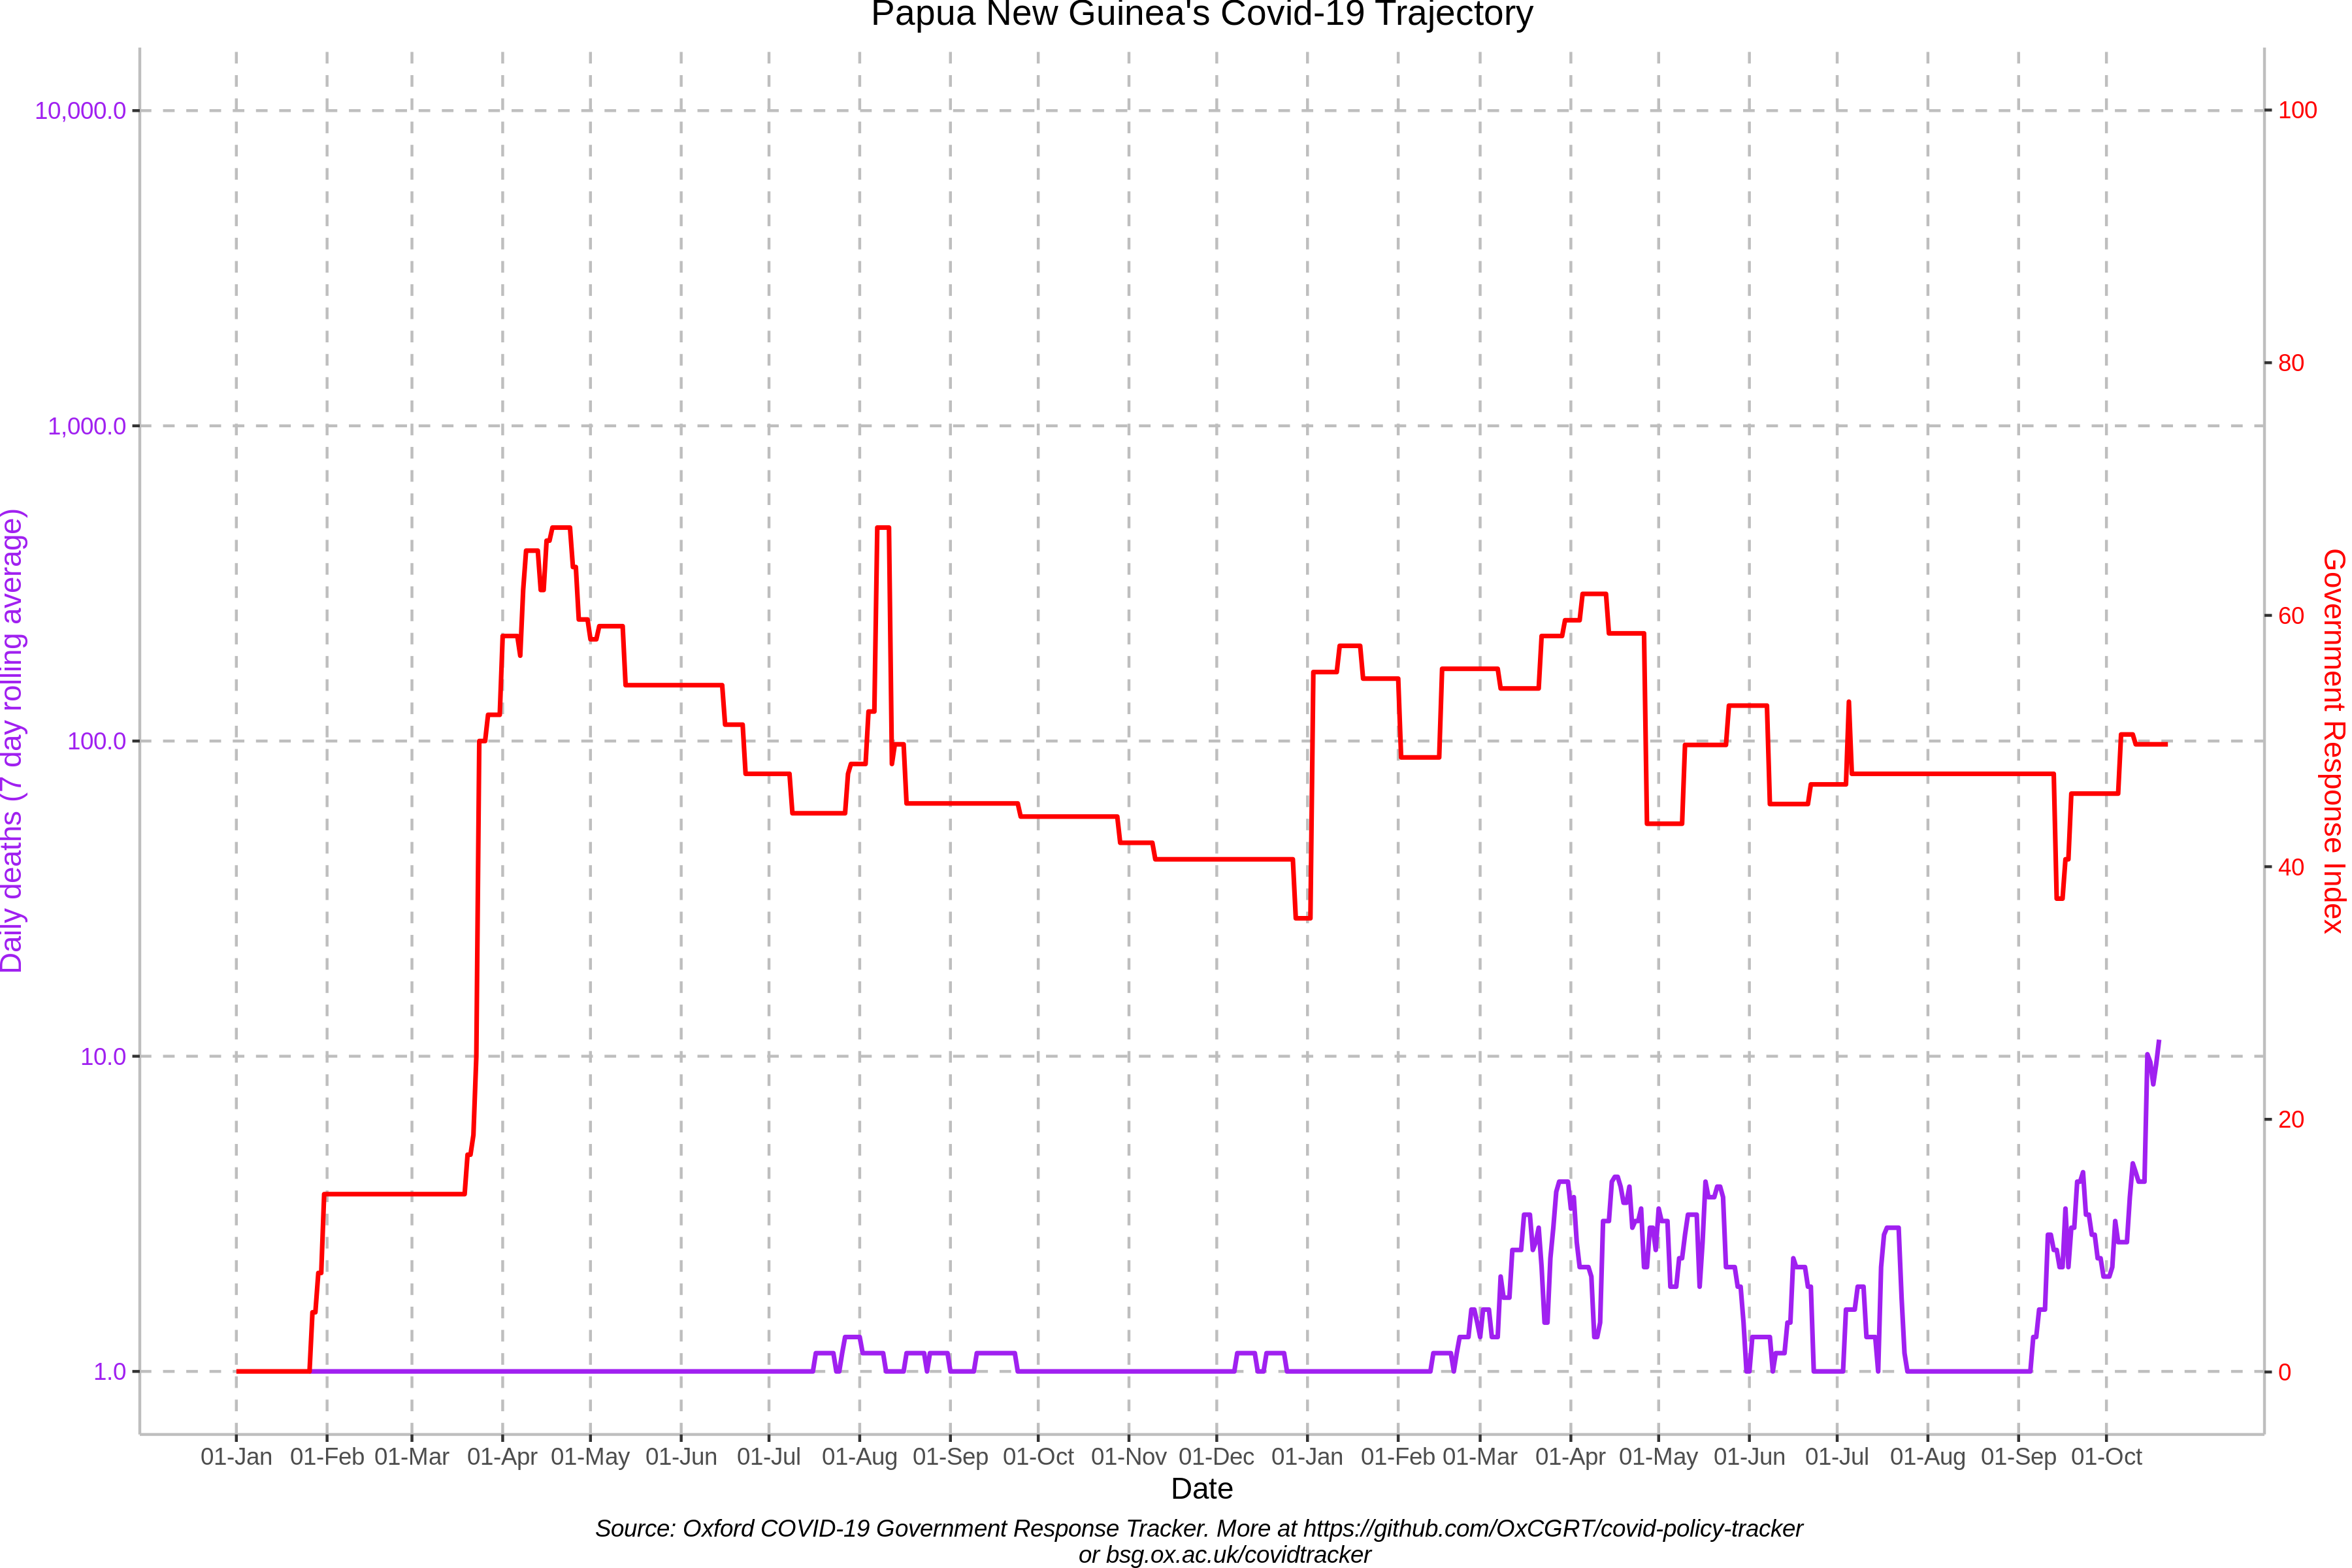 Papua New Guinea's Covid-19 Trajectory
10,000.0
1,000.0
100.0
10.0
1.0
Daily deaths (7 day rolling average)
100
80
60
40
20
0
Government Response Index
01-Jan 01-Feb 01-Mar 01-Apr 01-May 01-Jun 01-Jul 01-Aug 01-Sep 01-Oct 01-Nov 01-Dec 01-Jan 01-Feb 01-Mar 01-Apr 01-May 01-Jun 01-Jul 01-Aug 01-Sep 01-Oct
Date
Source: Oxford COVID-19 Government Response Tracker. More at https://github.com/OxCGRT/covid-policy-tracker
or bsg.ox.ac.uk/covidtracker